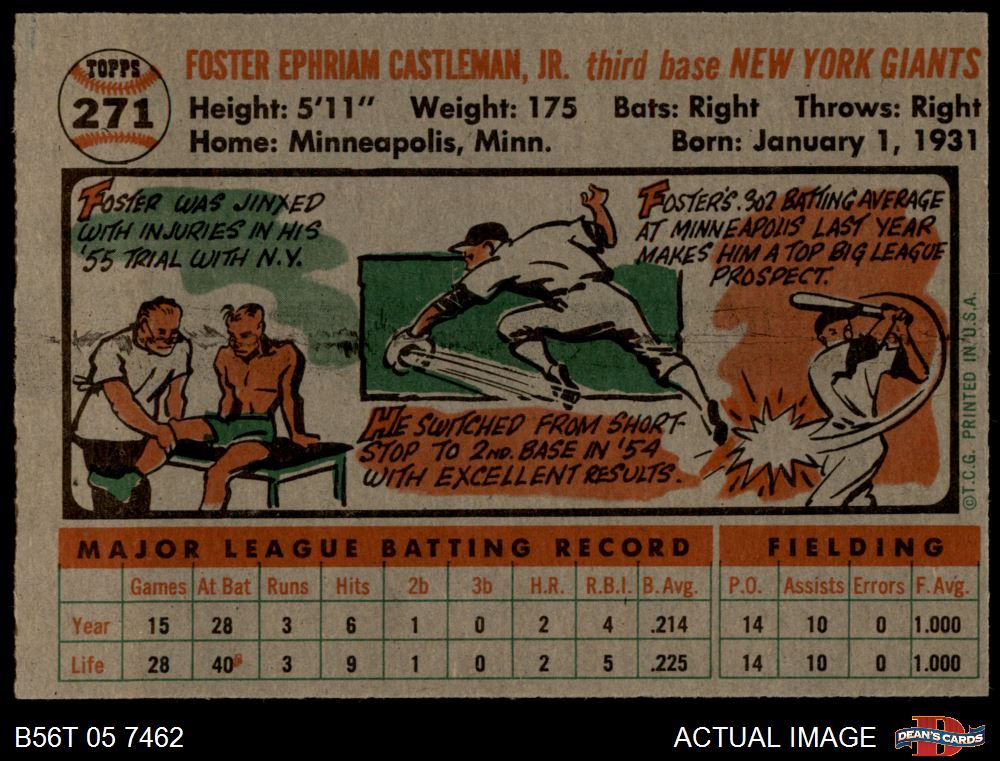 TOPPS
271
FOSTER EPHRIAM CASTLEMAN, JR. third base NEW YORK GIANTS
Height: 5'11" Weight: 175 Bats: Right Throws: Right
Home: Minneapolis, Minn. Born: January 1, 1931
FOSTER WAS JINXED
WITH INJURIES IN HIS
'55 TRIAL WITH N.Y.
HE SWITCHED FROM SHORT-
STOP TO 2ND. BASE IN '54
WITH EXCELLENT RESULTS.
FOSTER'S .302 BATTING AVERAGE
AT MINNEAPOLIS LAST YEAR
MAKES HIM A TOP BIG LEAGUE
PROSPECT.
©T.C.G. PRINTED IN U.S.A.
MAJOR LEAGUE BATTING RECORD FIELDING
Games At Bat Runs Hits 2b 3b H.R. R.B.I. B. Avg. P.O. Assists Errors F. Avg.
Year 15 28 3 6 1 0 2 4 .214 14 10 0 1.000
Life 28 40 3 9 1 0 2 5 .225 14 10 0 1.000
B56T 05 7462 ACTUAL IMAGE DEAN'S CARDS